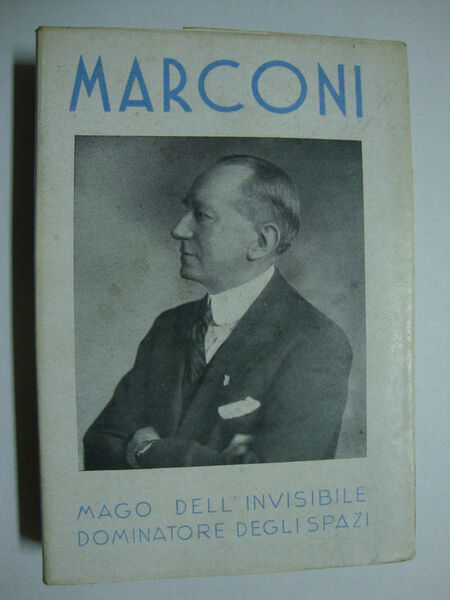 MARCONI
MAGO DELL'INVISIBILE
DOMINATORE DEGLI SPAZI